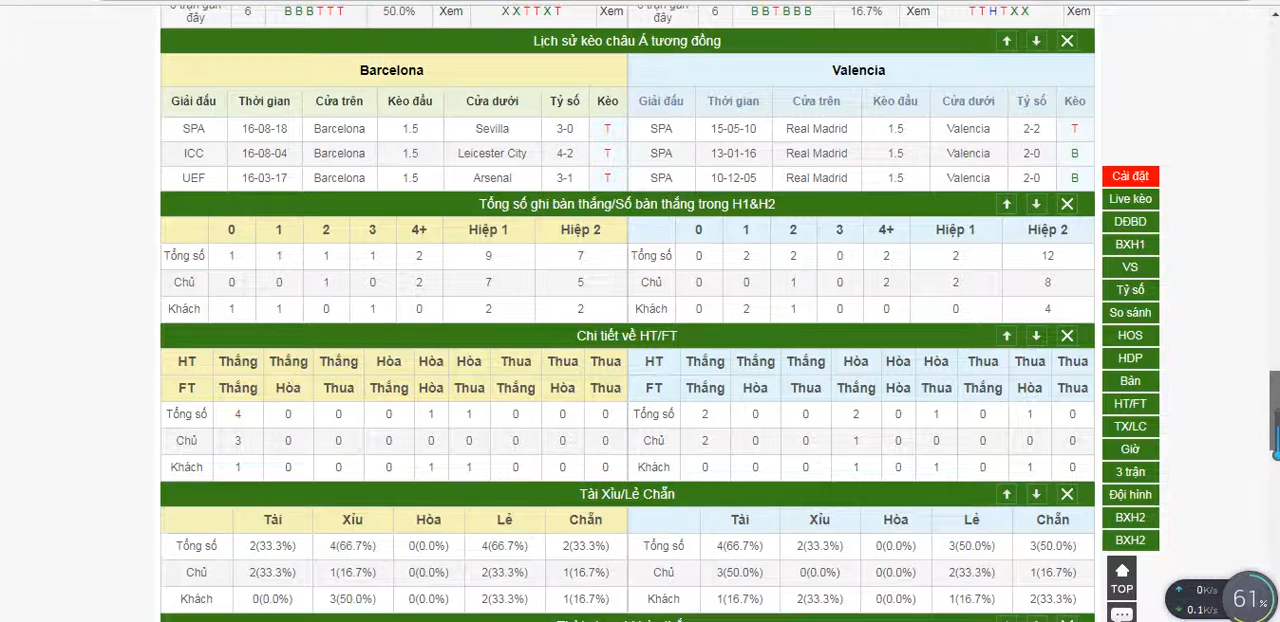 3 trận gần 6 B B B T T T 50.0% Xem X X T T X T Xem 3 trận gần 6 B B T B B B 16.7% Xem T T H T X X Xem
đây đây
Lịch sử kèo châu Á tương đồng
Barcelona Valencia
Giải đấu Thời gian Cửa trên Kèo đầu Cửa dưới Tỷ số Kèo Giải đấu Thời gian Cửa trên Kèo đầu Cửa dưới Tỷ số Kèo
SPA 16-08-18 Barcelona 1.5 Sevilla 3-0 T SPA 15-05-10 Real Madrid 1.5 Valencia 2-2 T
ICC 16-08-04 Barcelona 1.5 Leicester City 4-2 T SPA 13-01-16 Real Madrid 1.5 Valencia 2-0 B
UEF 16-03-17 Barcelona 1.5 Arsenal 3-1 T SPA 10-12-05 Real Madrid 1.5 Valencia 2-0 B
Tổng số ghi bàn thắng/Số bàn thắng trong H1&H2
0 1 2 3 4+ Hiệp 1 Hiệp 2 0 1 2 3 4+ Hiệp 1 Hiệp 2
Tổng số 1 1 1 1 2 9 7 Tổng số 0 2 2 0 2 2 12
Chủ 0 0 1 0 2 7 5 Chủ 0 0 1 0 2 2 8
Khách 1 1 0 1 0 2 2 Khách 0 2 1 0 0 0 4
Chi tiết về HT/FT
HT Thắng Thắng Thắng Hòa Hòa Hòa Thua Thua Thua HT Thắng Thắng Thắng Hòa Hòa Hòa Thua Thua Thua
FT Thắng Hòa Thua Thắng Hòa Thua Thắng Hòa Thua FT Thắng Hòa Thua Thắng Hòa Thua Thắng Hòa Thua
Tổng số 4 0 0 0 1 1 0 0 0 Tổng số 2 0 0 2 0 1 0 1 0
Chủ 3 0 0 0 0 0 0 0 0 Chủ 2 0 0 1 0 0 0 0 0
Khách 1 0 0 0 1 1 0 0 0 Khách 0 0 0 1 0 1 0 1 0
Tài Xỉu/Lẻ Chẵn
Tài Xỉu Hòa Lẻ Chẵn Tài Xỉu Hòa Lẻ Chẵn
Tổng số 2(33.3%) 4(66.7%) 0(0.0%) 4(66.7%) 2(33.3%) Tổng số 4(66.7%) 2(33.3%) 0(0.0%) 3(50.0%) 3(50.0%)
Chủ 2(33.3%) 1(16.7%) 0(0.0%) 2(33.3%) 1(16.7%) Chủ 3(50.0%) 0(0.0%) 0(0.0%) 2(33.3%) 1(16.7%)
Khách 0(0.0%) 3(50.0%) 0(0.0%) 2(33.3%) 1(16.7%) Khách 1(16.7%) 2(33.3%) 0(0.0%) 1(16.7%) 2(33.3%)
Cài đặt
Live kèo
DĐBD
BXH1
VS
Tỷ số
So sánh
HOS
HDP
Bàn
HT/FT
TX/LC
Giờ
3 trận
Đội hình
BXH2
BXH2
TOP
0K/s
0.1K/s
61%